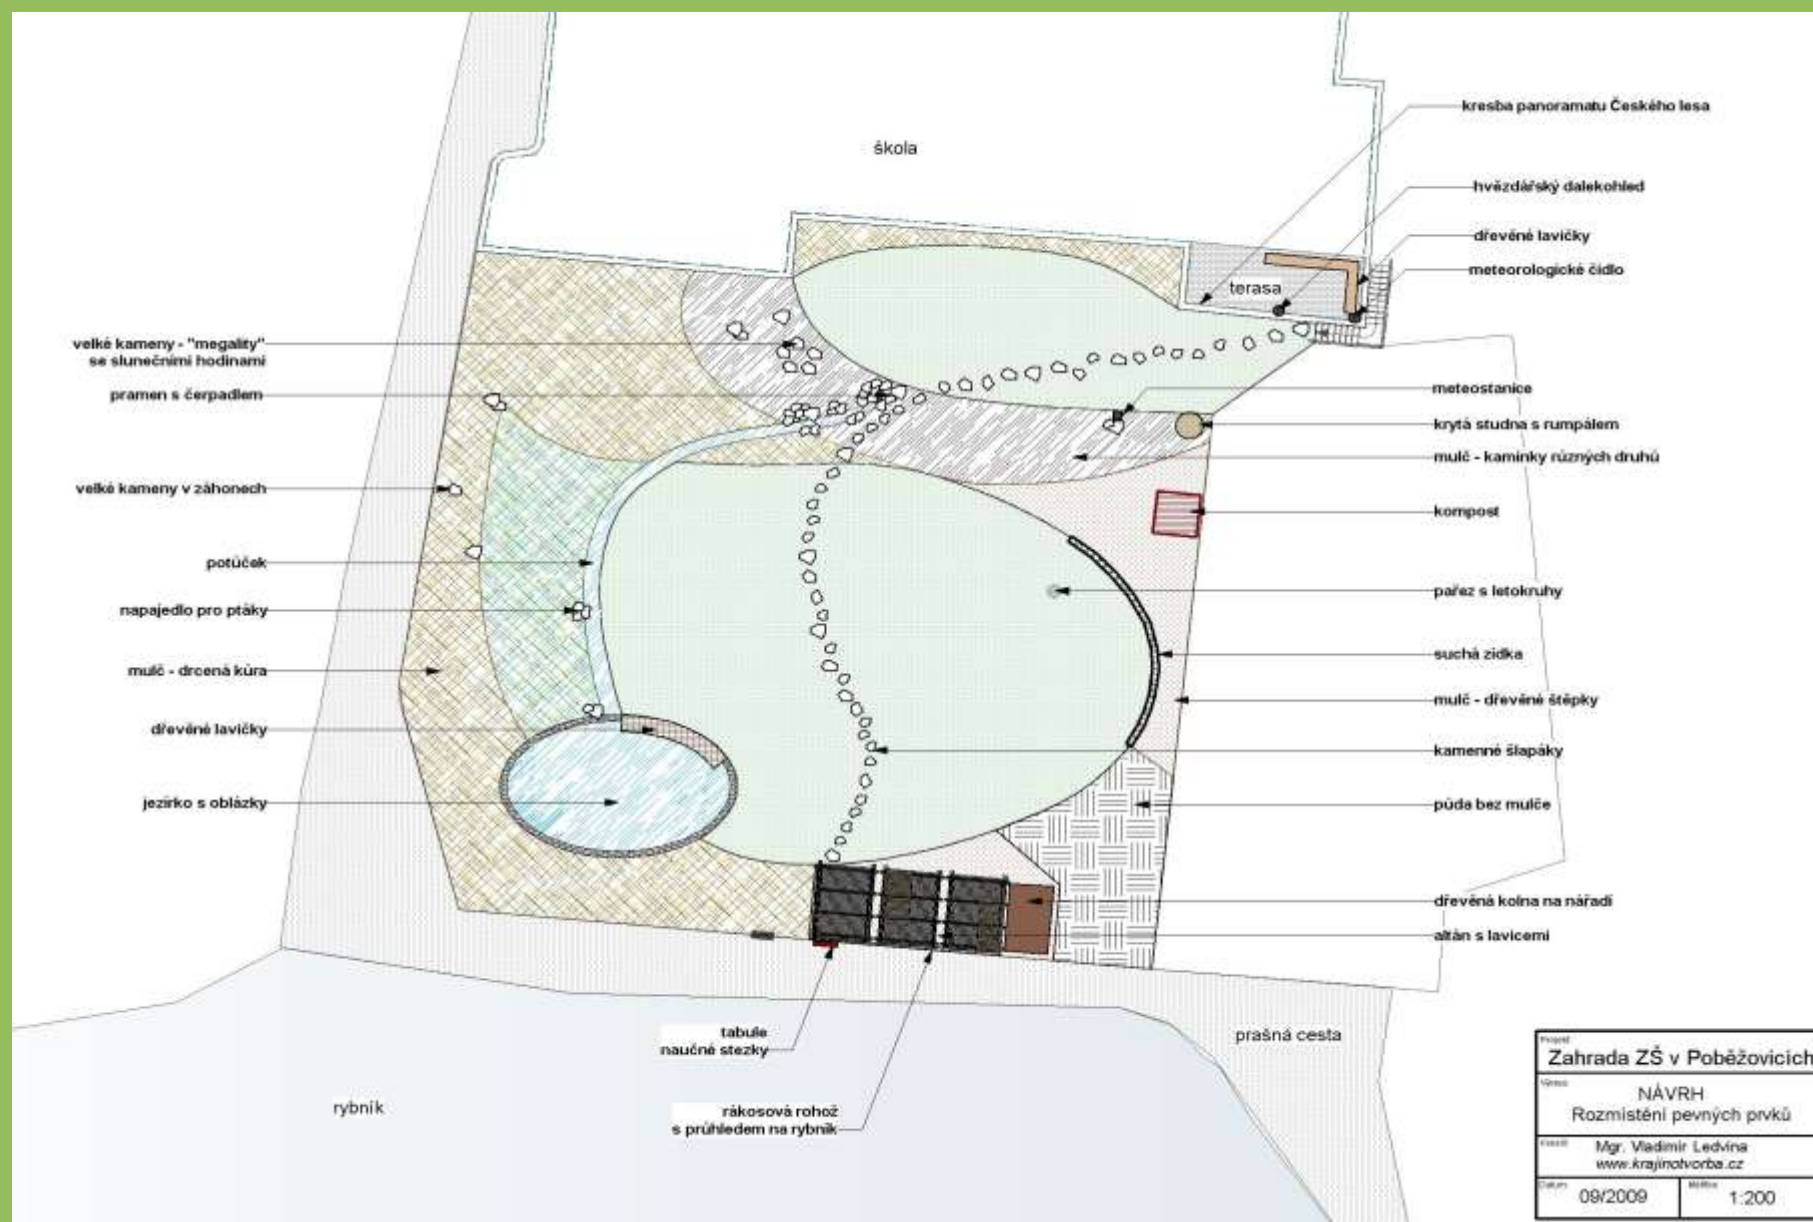 škola
kresba panoramatu Českého lesa
hvězdářský dalekohled
dřevěné lavičky
meteorologické čidlo
terasa
velké kameny - "megality"
se slunečními hodinami
pramen s čerpadlem
velké kameny v záhonech
potůček
napajedlo pro ptáky
mulč - drcená kůra
dřevěné lavičky
jezírko s oblázky
meteostanice
krytá studna s rumpálem
mulč - kamínky různých druhů
kompost
pařez s letokruhy
suchá zídka
mulč - dřevěné štěpky
kamenné šlapáky
půda bez mulče
dřevěná kolna na nářadí
altán s lavicemi
tabule
naučné stezky
rákosová rohož
s průhledem na rybník
rybník
prašná cesta
Projekt
Zahrada ZŠ v Poběžovicích
Výkres
NÁVRH
Rozmístění pevných prvků
Mgr. Vladimír Ledvina
www.krajinotvorba.cz
Datum
09/2009
Měřítko
1:200